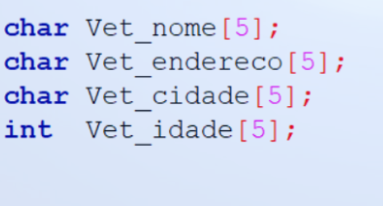 char Vet_nome[5];
char Vet_endereco[5];
char Vet_cidade[5];
int  Vet_idade[5];